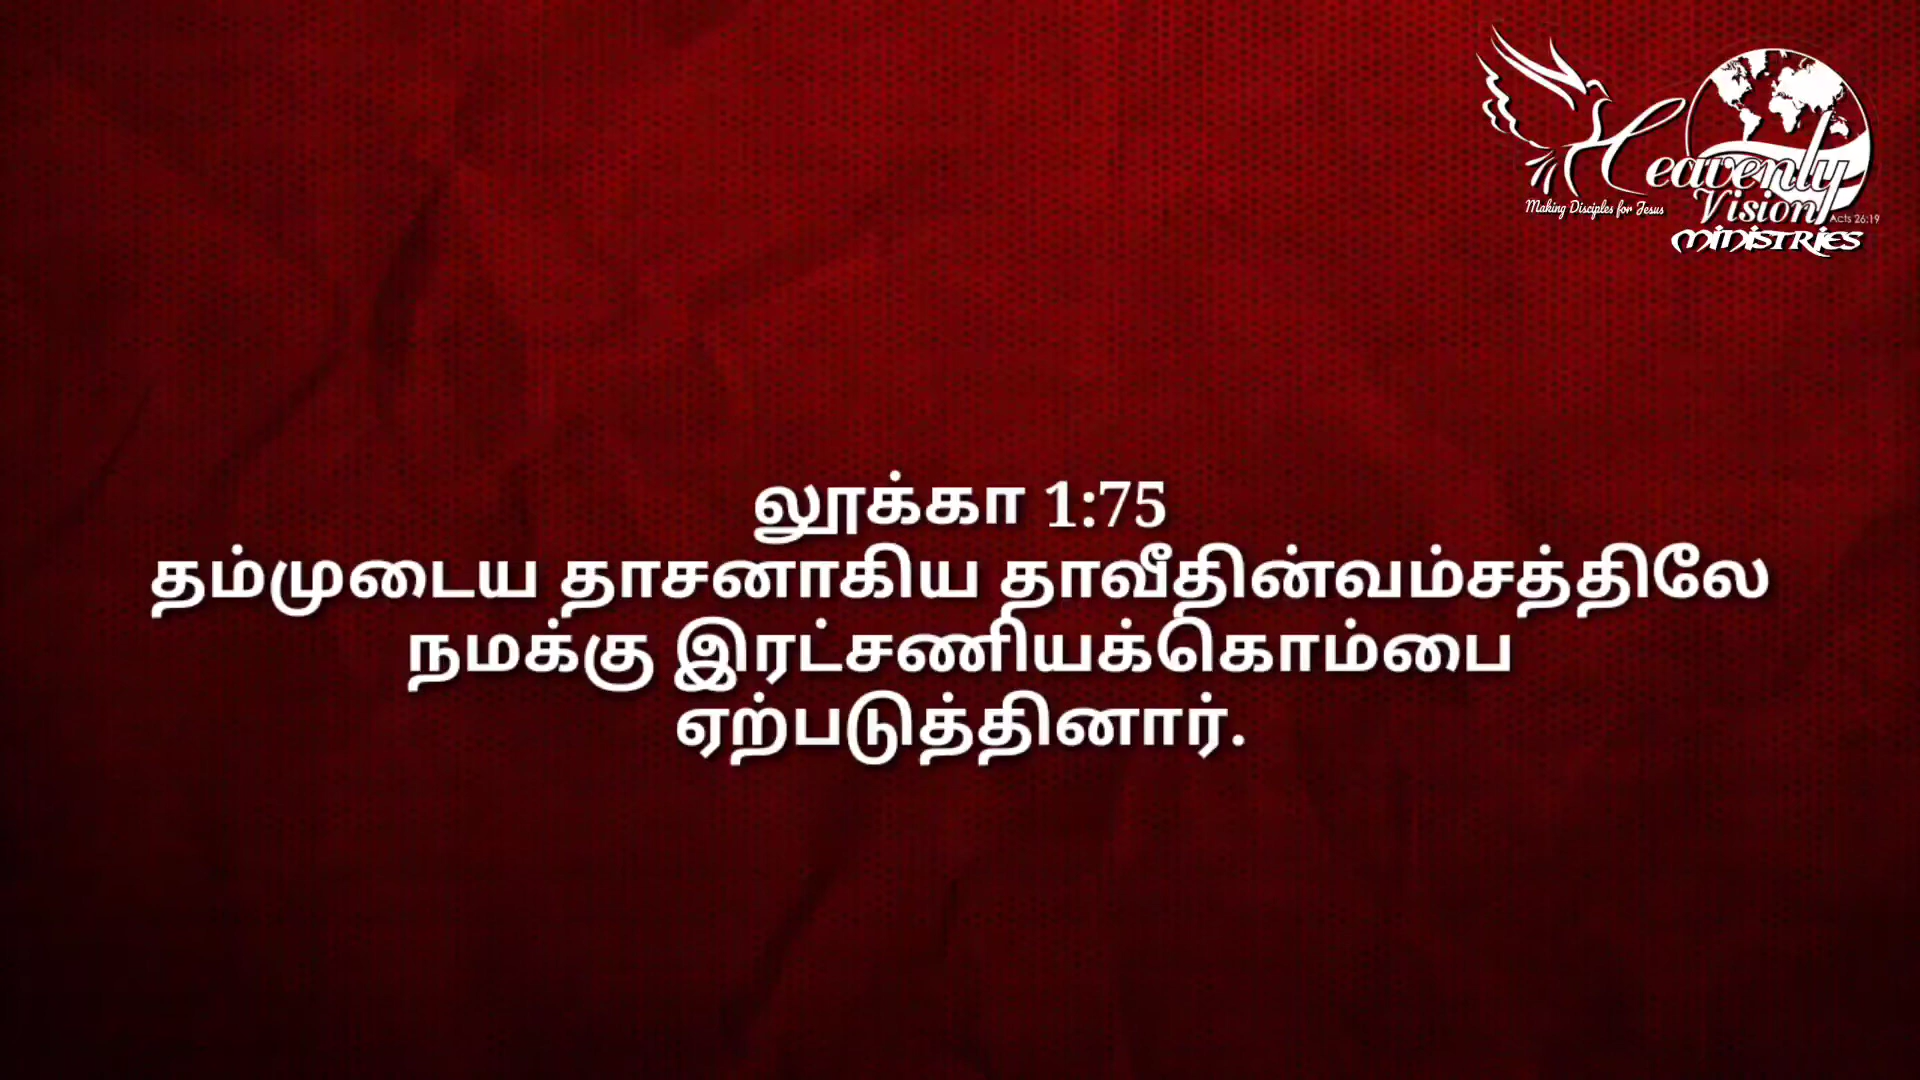 Heavenly
Vision
Acts 26:19
Making Disciples for Jesus
MINISTRIES
லூக்கா 1:75
தம்முடைய தாசனாகிய தாவீதின்வம்சத்திலே
நமக்கு இரட்சணியக்கொம்பை
ஏற்படுத்தினார்.